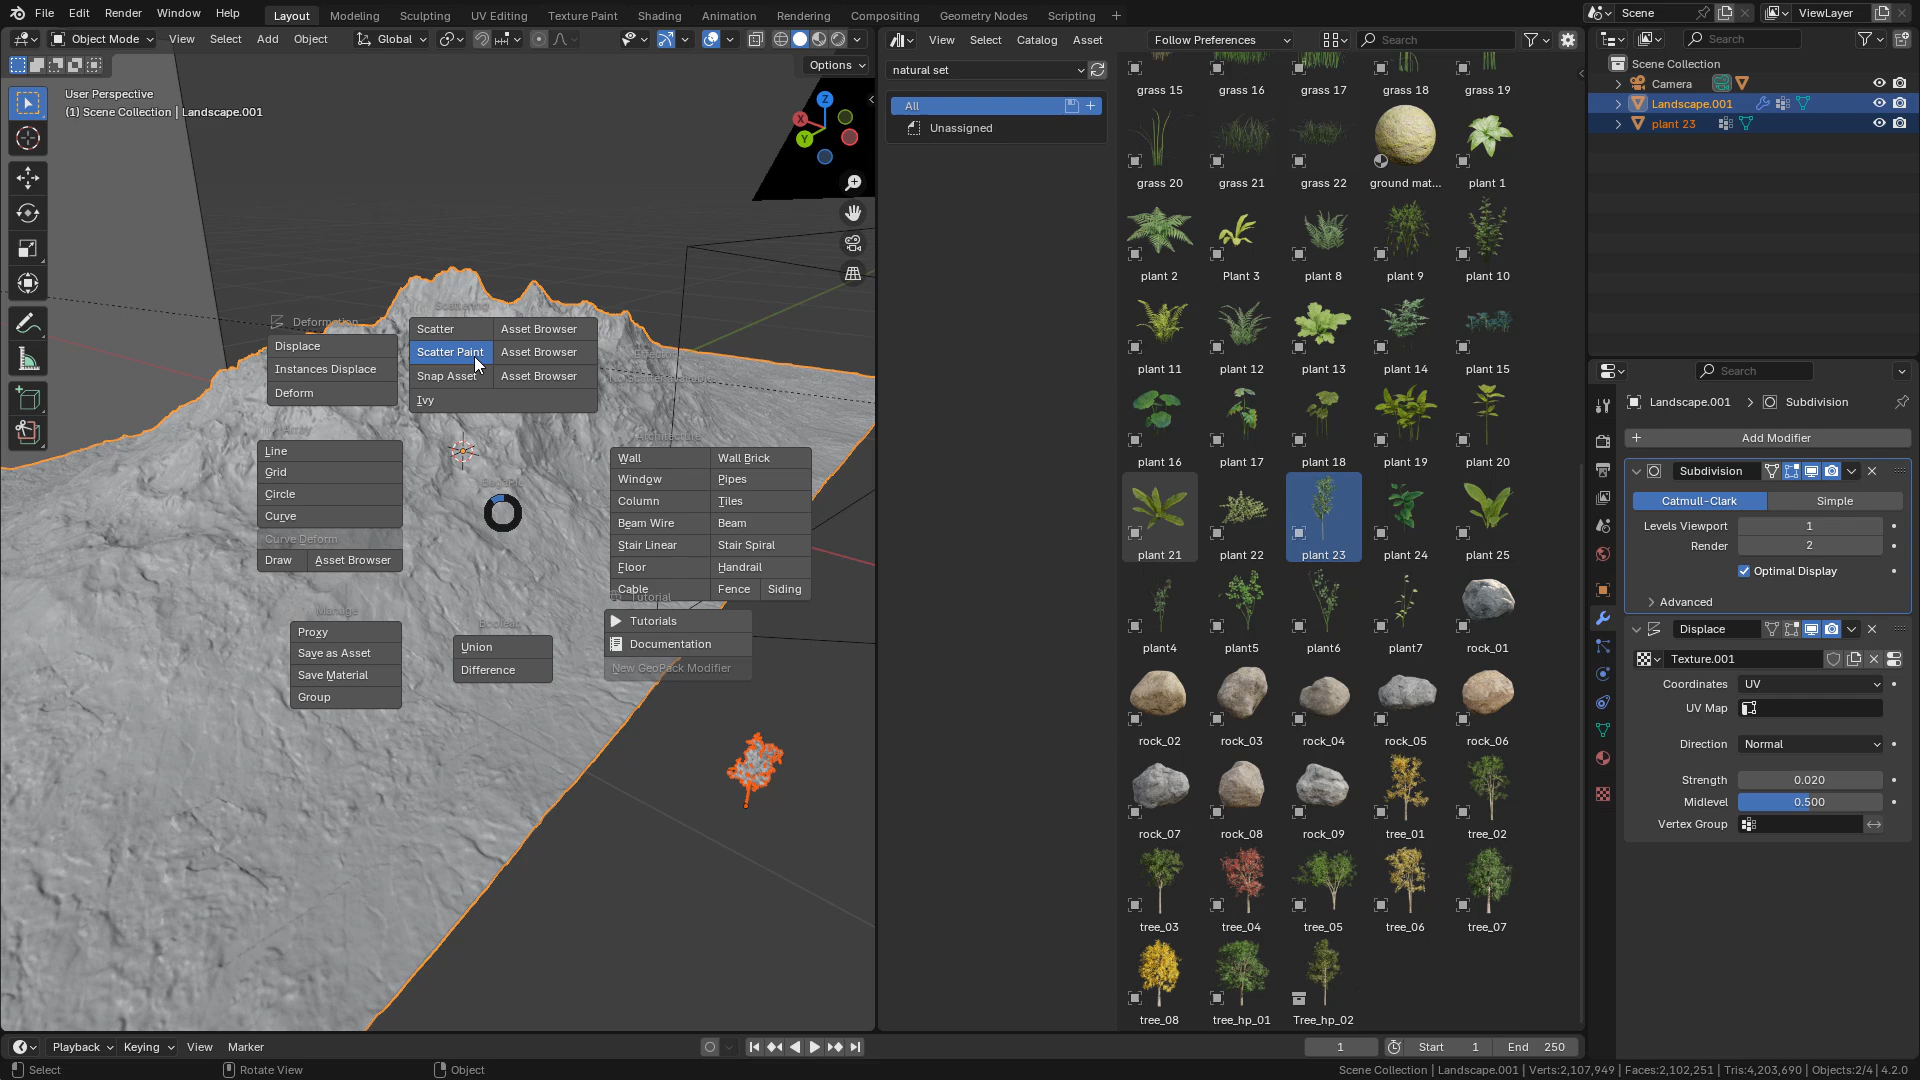 File Edit Render Window Help
Layout Modeling Sculpting UV Editing Texture Paint Shading Animation Rendering Compositing Geometry Nodes Scripting
Scene ViewLayer
Object Mode View Select Add Object Global
Options
User Perspective
(1) Scene Collection | Landscape.001
Z
X
Y
Deformation
Displace
Instances Displace
Deform
Scattering
Scatter Asset Browser
Scatter Paint Asset Browser
Snap Asset Asset Browser
Ivy
Array
Line
Grid
Circle
Curve
Curve Deform
Draw Asset Browser
Architecture
Wall Wall Brick
Window Pipes
Column Tiles
Beam Wire Beam
Stair Linear Stair Spiral
Floor Handrail
Cable Fence Siding
Manage
Proxy
Save as Asset
Save Material
Group
Boolean
Union
Difference
Tutorial
Tutorials
Documentation
New GeoPack Modifier
View Select Catalog Asset Follow Preferences Search
natural set
All
Unassigned
grass 15 grass 16 grass 17 grass 18 grass 19
grass 20 grass 21 grass 22 ground mat... plant 1
plant 2 Plant 3 plant 8 plant 9 plant 10
plant 11 plant 12 plant 13 plant 14 plant 15
plant 16 plant 17 plant 18 plant 19 plant 20
plant 21 plant 22 plant 23 plant 24 plant 25
plant4 plant5 plant6 plant7 rock_01
rock_02 rock_03 rock_04 rock_05 rock_06
rock_07 rock_08 rock_09 tree_01 tree_02
tree_03 tree_04 tree_05 tree_06 tree_07
tree_08 tree_hp_01 Tree_hp_02
Search
Scene Collection
Camera
Landscape.001
plant 23
Search
Landscape.001 Subdivision
Add Modifier
Subdivision
Catmull-Clark Simple
Levels Viewport 1
Render 2
Optimal Display
Advanced
Displace
Texture.001
Coordinates UV
UV Map
Direction Normal
Strength 0.020
Midlevel 0.500
Vertex Group
Playback Keying View Marker
1 Start 1 End 250
Select Rotate View Object
Scene Collection | Landscape.001 | Verts:2,107,949 | Faces:2,102,251 | Tris:4,203,690 | Objects:2/4 | 4.2.0